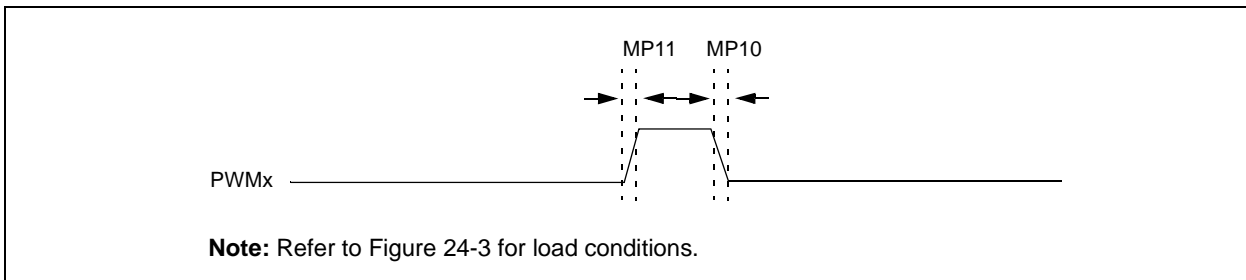 MP11 MP10
PWMx
Note: Refer to Figure 24-3 for load conditions.